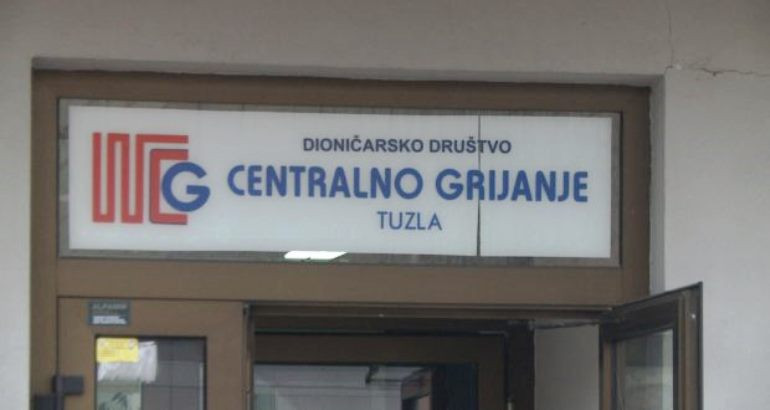 DIONIČARSKO DRUŠTVO
CENTRALNO GRIJANJE
TUZLA